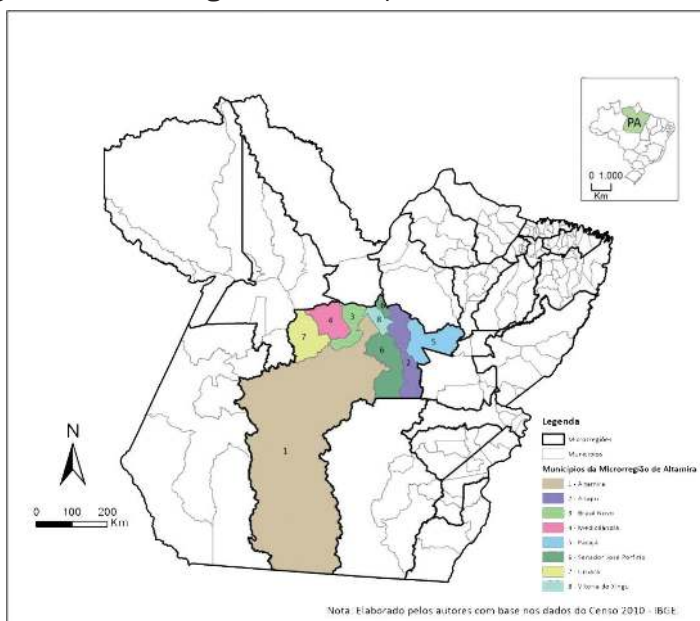 PA
0 1.000
Km
3
4
8
7
5
6
2
1
N
0 100 200
Km
Legenda
Microrregiões
Municípios
Municípios da Microrregião de Altamira
1 - Altamira
2 - Anapu
3 - Brasil Novo
4 - Medicilândia
5 - Pacajá
6 - Senador José Porfírio
7 - Uruará
8 - Vitória do Xingu
Nota: Elaborado pelos autores com base nos dados do Censo 2010 - IBGE.